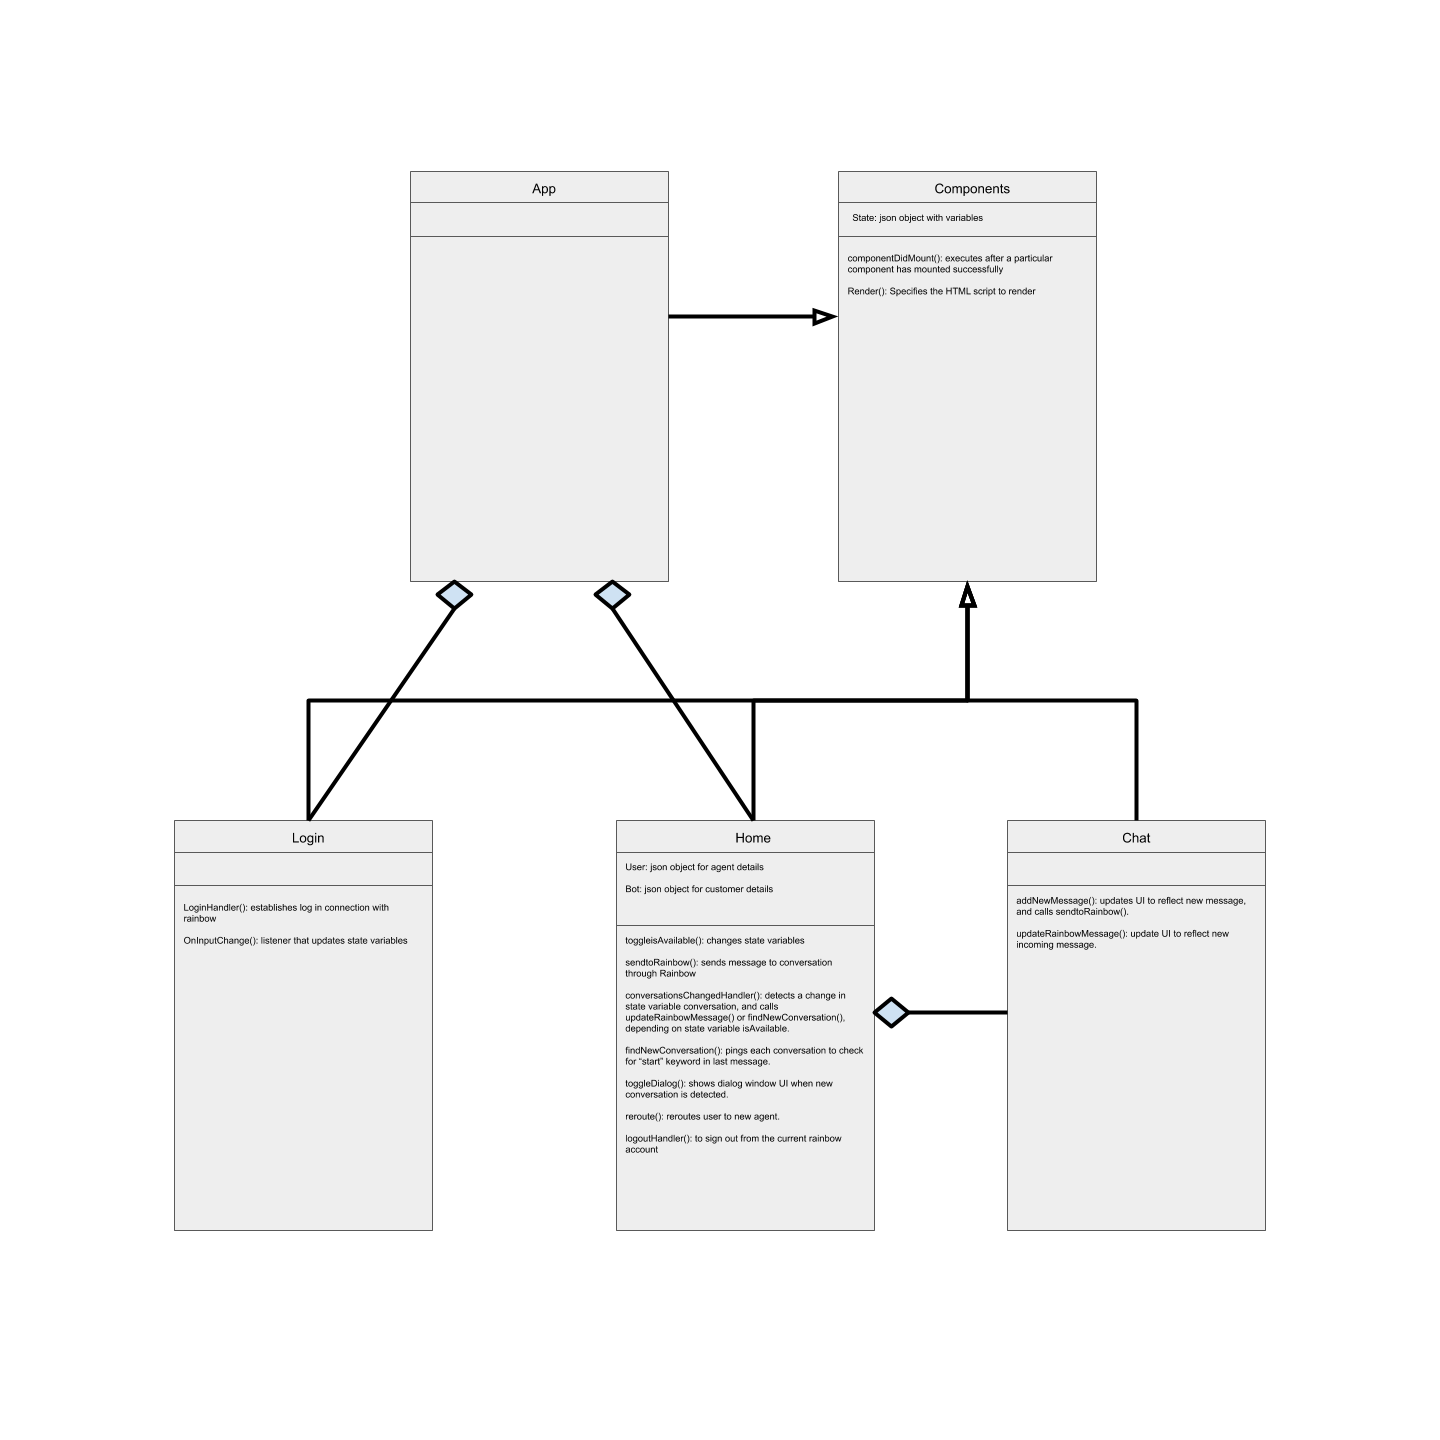 App
Components
State: json object with variables
componentDidMount(): executes after a particular
component has mounted successfully
Render(): Specifies the HTML script to render
Login
LoginHandler(): establishes log in connection with
rainbow
OnInputChange(): listener that updates state variables
Home
User: json object for agent details
Bot: json object for customer details
toggleisAvailable(): changes state variables
sendtoRainbow(): sends message to conversation
through Rainbow
conversationsChangedHandler(): detects a change in
state variable conversation, and calls
updateRainbowMessage() or findNewConversation(),
depending on state variable isAvailable.
findNewConversation(): pings each conversation to check
for “start” keyword in last message.
toggleDialog(): shows dialog window UI when new
conversation is detected.
reroute(): reroutes user to new agent.
logoutHandler(): to sign out from the current rainbow
account
Chat
addNewMessage(): updates UI to reflect new message,
and calls sendtoRainbow().
updateRainbowMessage(): update UI to reflect new
incoming message.